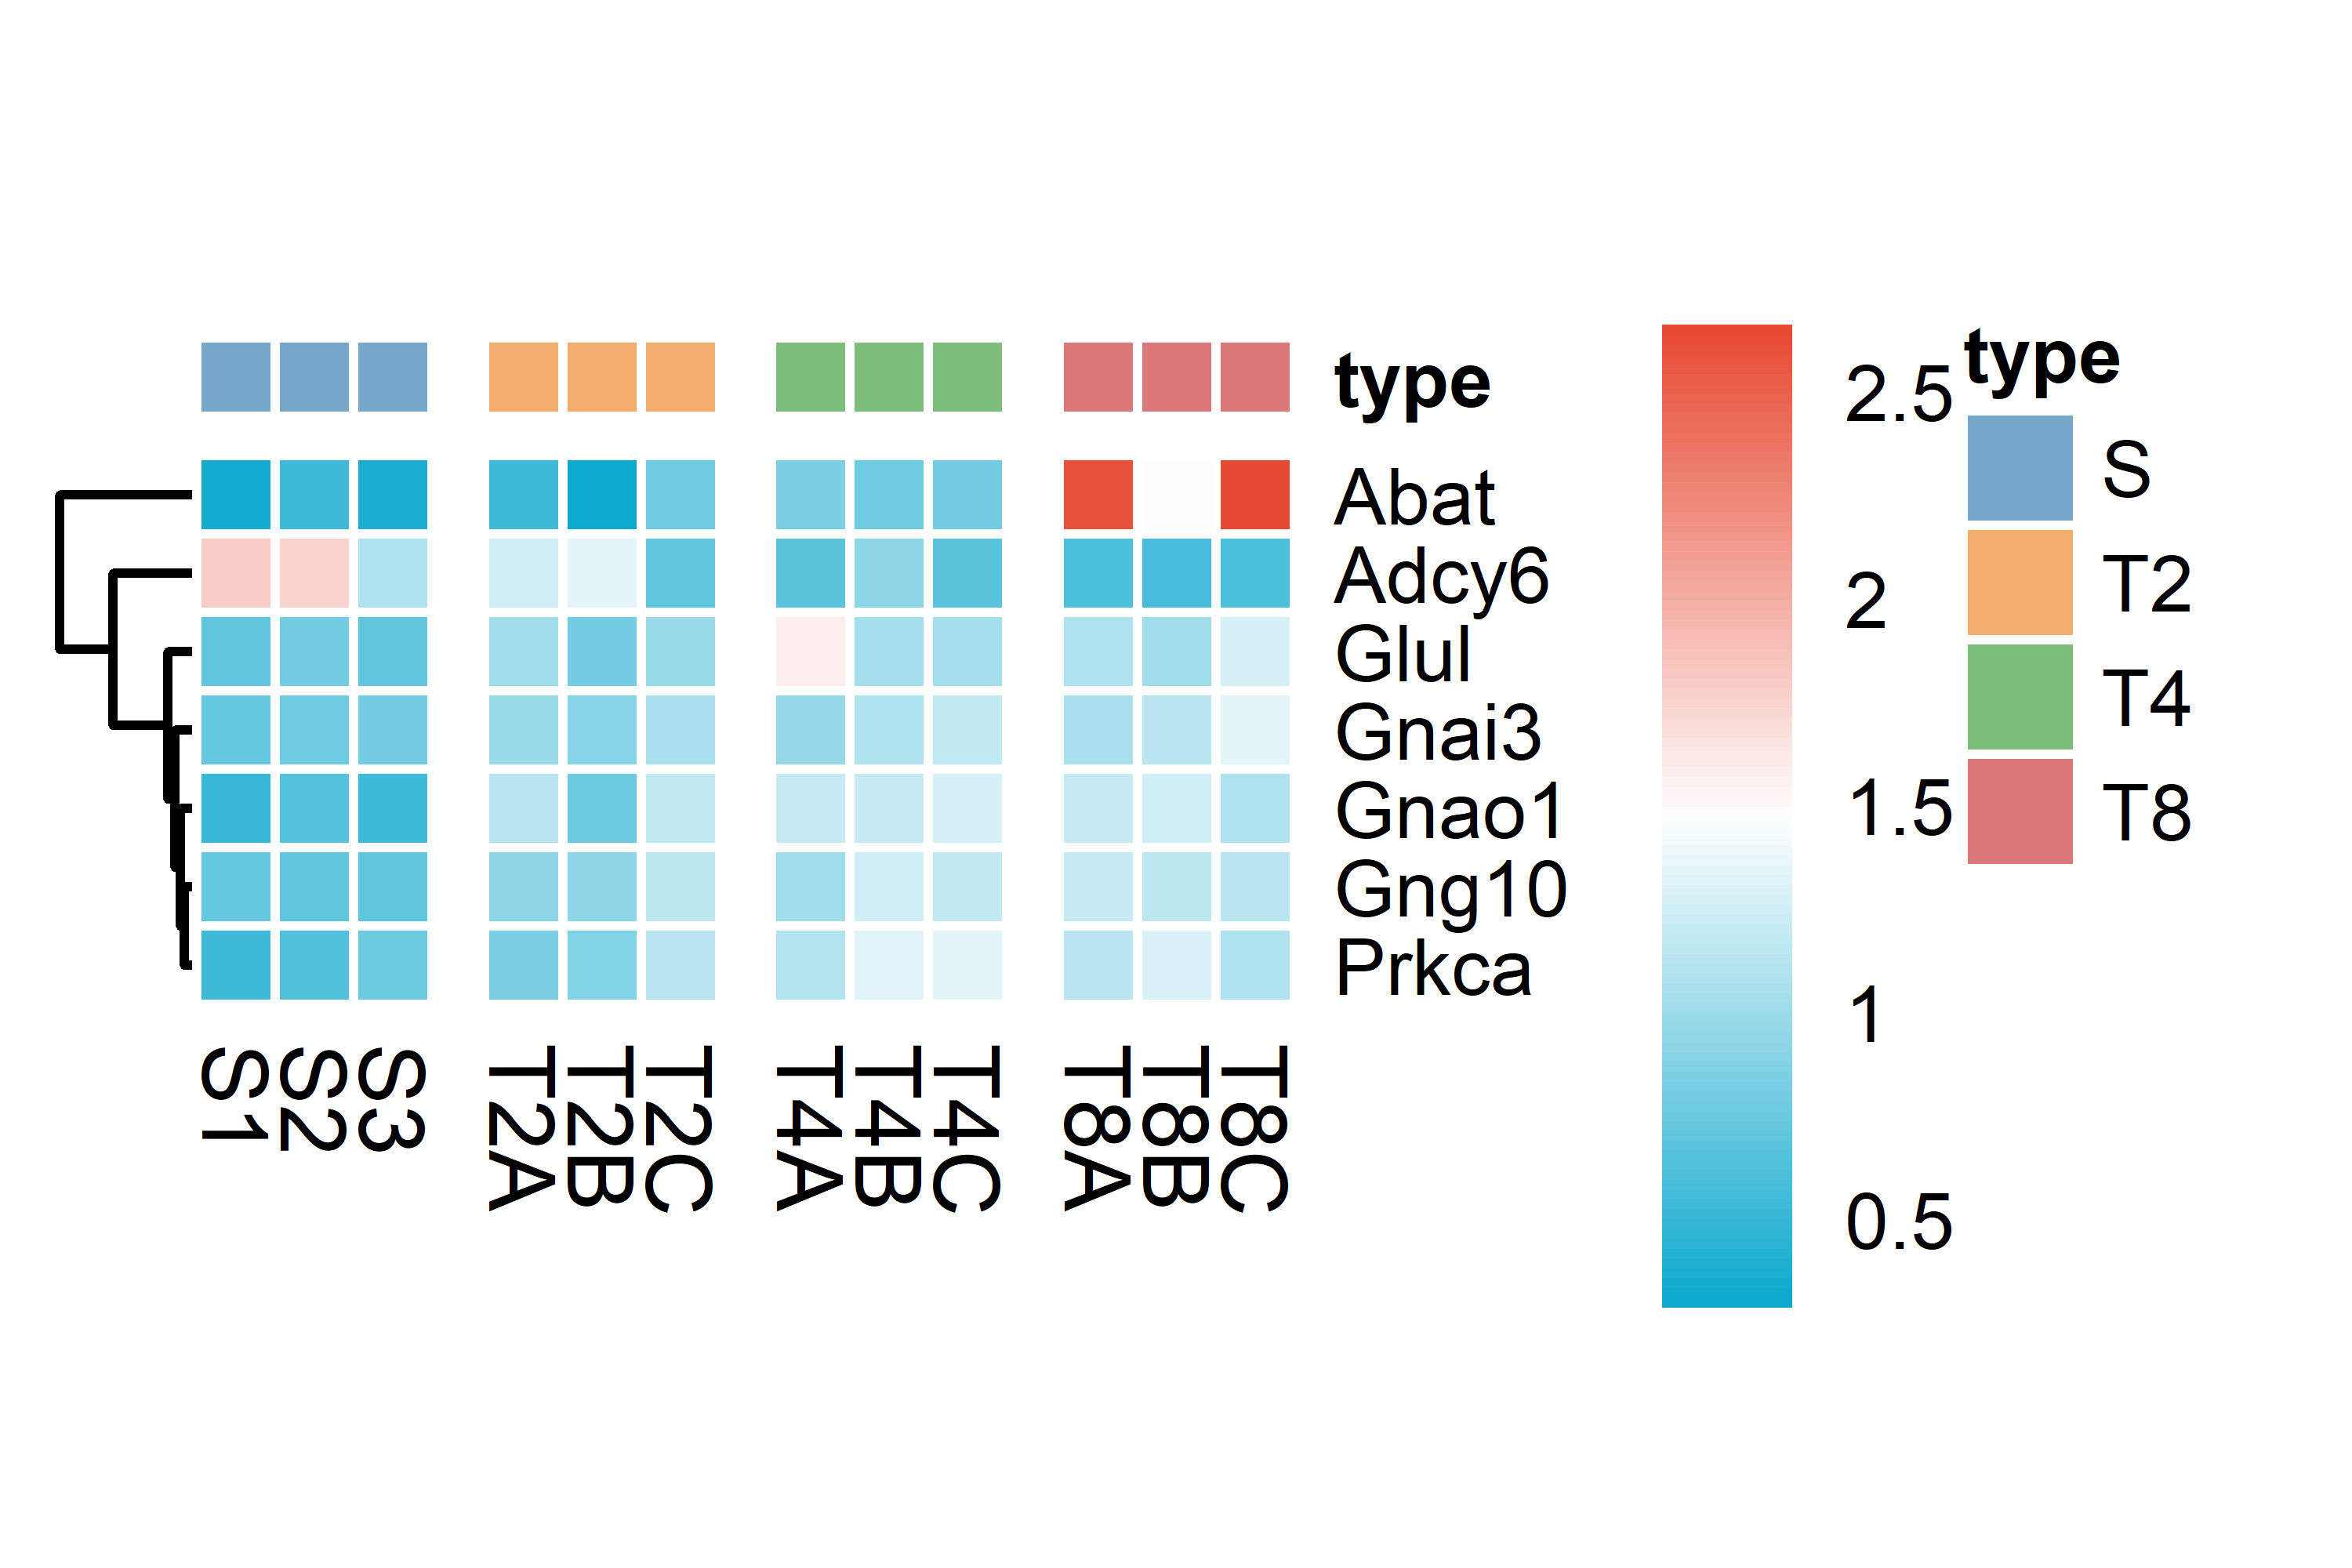 type
Abat
Adcy6
Glul
Gnai3
Gnao1
Gng10
Prkca
S1
S2
S3
T2A
T2B
T2C
T4A
T4B
T4C
T8A
T8B
T8C
2.5
2
1.5
1
0.5
type
S
T2
T4
T8